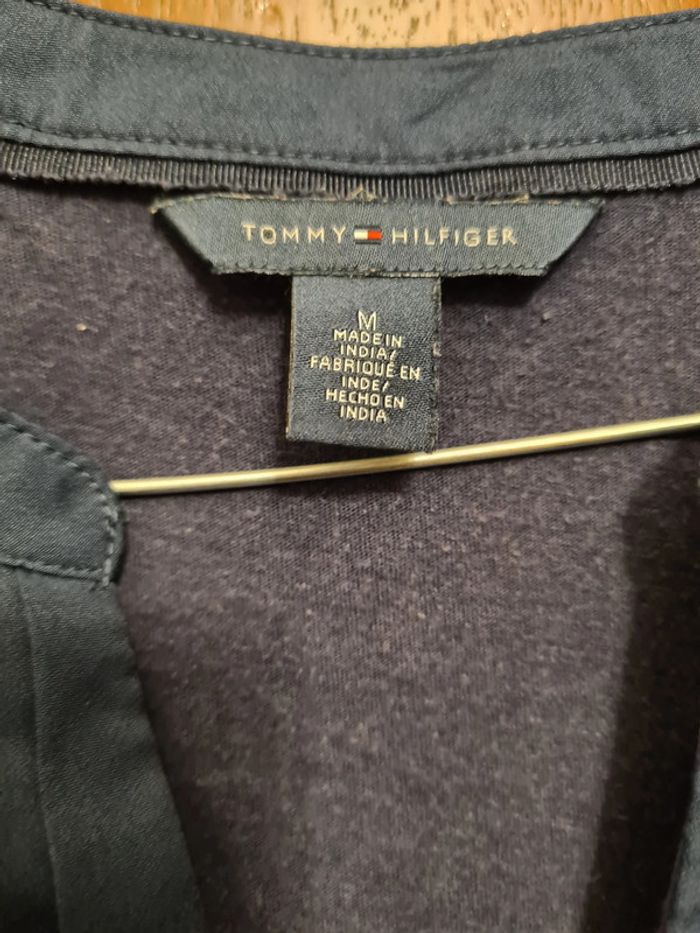 TOMMY HILFIGER
M
MADE IN
INDIA/
FABRIQUÉ EN
INDE/
HECHO EN
INDIA